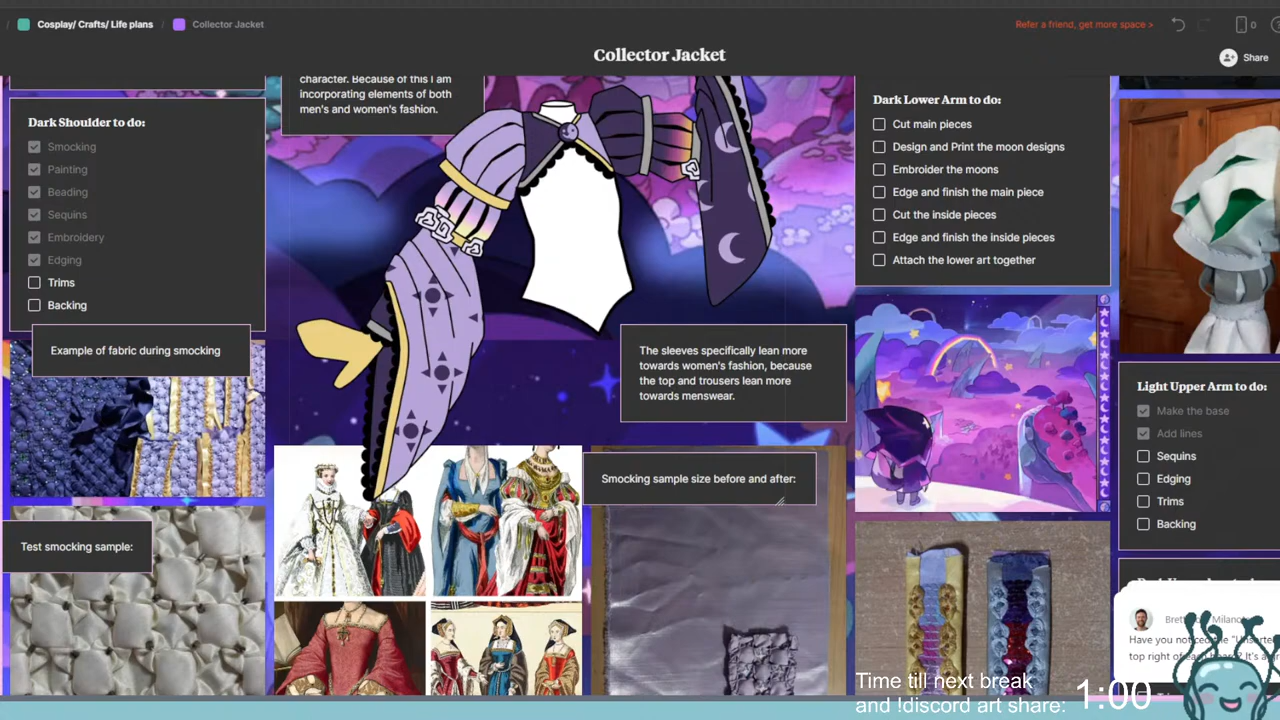 Cosplay/ Crafts/ Life plans
Collector Jacket
Refer a friend, get more space >
0
Collector Jacket
Share
character. Because of this I am
incorporating elements of both
men's and women's fashion.
Dark Shoulder to do:
Smocking
Painting
Beading
Sequins
Embroidery
Edging
Trims
Backing
Example of fabric during smocking
Test smocking sample:
The sleeves specifically lean more
towards women's fashion, because
the top and trousers lean more
towards menswear.
Smocking sample size before and after:
Dark Lower Arm to do:
Cut main pieces
Design and Print the moon designs
Embroider the moons
Edge and finish the main piece
Cut the inside pieces
Edge and finish the inside pieces
Attach the lower art together
Light Upper Arm to do:
Make the base
Add lines
Sequins
Edging
Trims
Backing
Have you noticed the
top right of
Time till next break
and !discord art share:
1:00